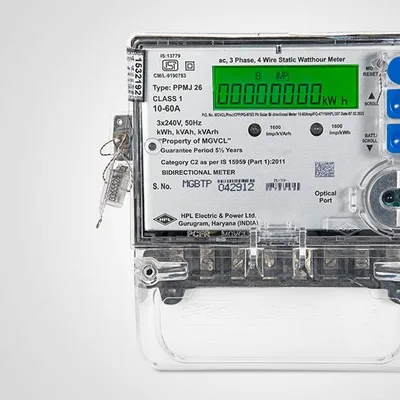 IS:13779
CM/L-9190783
ac, 3 Phase, 4 Wire Static Watthour Meter
Type: PPMJ 26
CLASS 1
10-60A
B IMP
00000000 kW h
3x240V, 50Hz
kWh, kVAh, kVArh
"Property of MGVCL"
Guarantee Period 5½ Years
1600
Imp/kVArh
1600
Imp/kWh
Category C2 as per IS 15959 (Part 1):2011
BIDIRECTIONAL METER
S. No. MGBTP 042912
Optical
Port
HPL
HPL Electric & Power Ltd.
Gurugram, Haryana (INDIA)
MD
RESET
SCROLL
BATT.
SCROLL
1532192